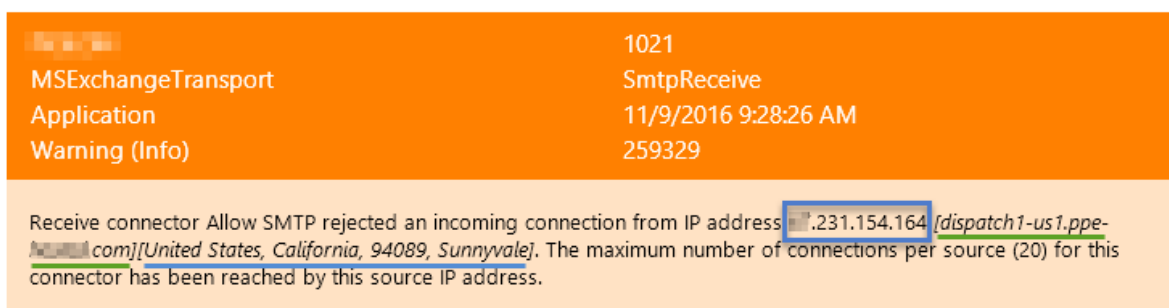 1021
MSExchangeTransport SmtpReceive
Application 11/9/2016 9:28:26 AM
Warning (Info) 259329
Receive connector Allow SMTP rejected an incoming connection from IP address .231.154.164 [dispatch1-us1.ppe-
.com][United States, California, 94089, Sunnyvale]. The maximum number of connections per source (20) for this
connector has been reached by this source IP address.